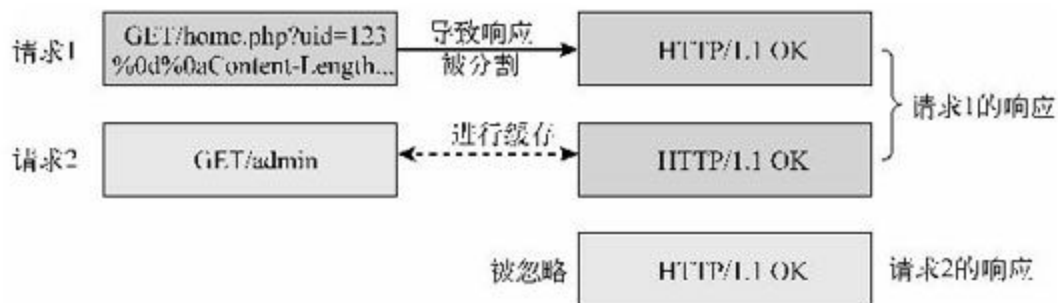 请求1
GET/home.php?uid=123
%0d%0aContent-Length...
导致响应
被分割
HTTP/1.1 OK
请求1的响应
请求2
GET/admin
进行缓存
HTTP/1.1 OK
被忽略
HTTP/1.1 OK
请求2的响应